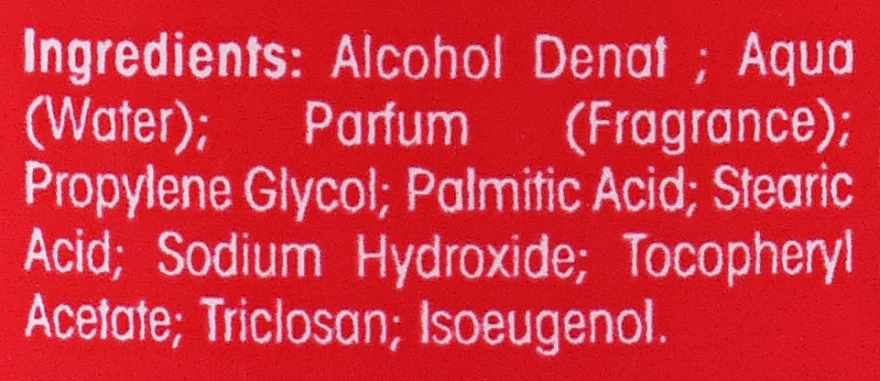 Ingredients: Alcohol Denat ; Aqua
(Water); Parfum (Fragrance);
Propylene Glycol; Palmitic Acid; Stearic
Acid; Sodium Hydroxide; Tocopheryl
Acetate; Triclosan; Isoeugenol.